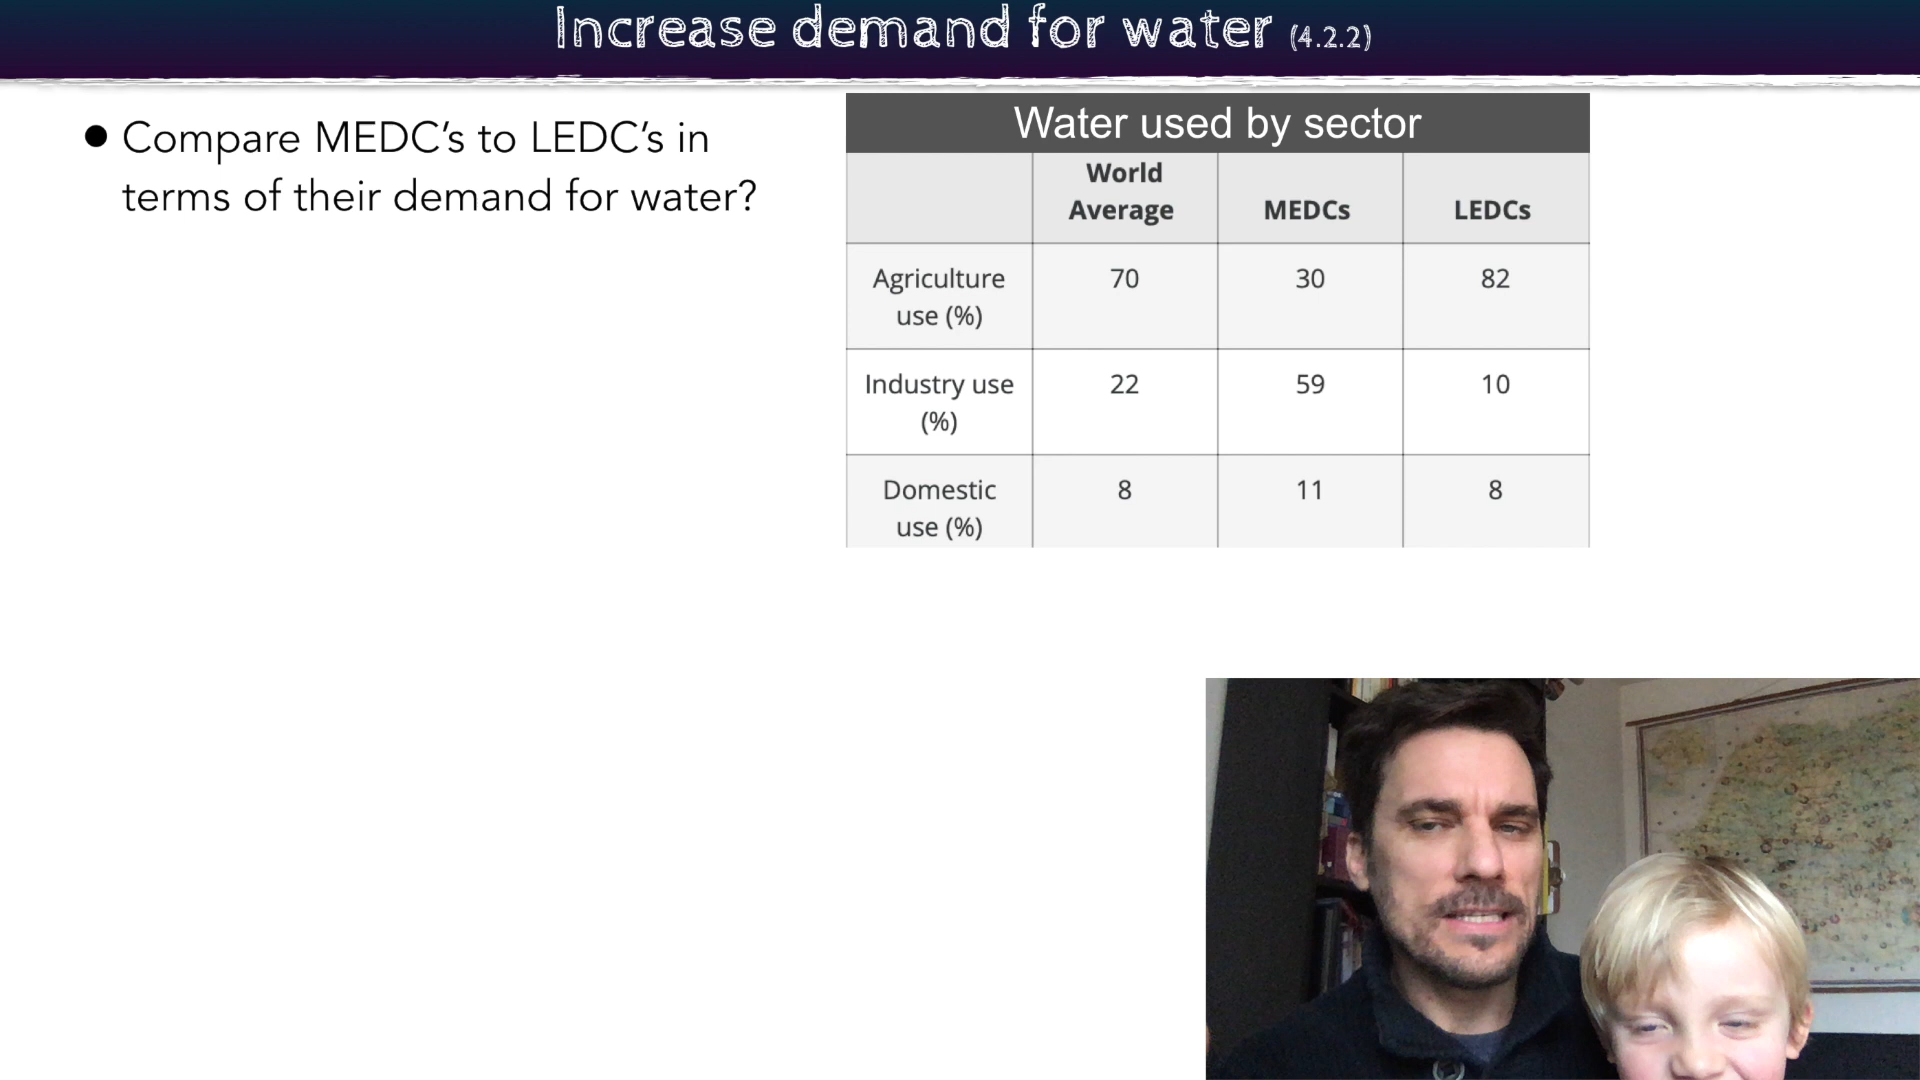 Increase demand for water (4.2.2)
• Compare MEDC's to LEDC's in
terms of their demand for water?
Water used by sector
World
Average MEDCs LEDCs
Agriculture 70 30 82
use (%)
Industry use 22 59 10
(%)
Domestic 8 11 8
use (%)